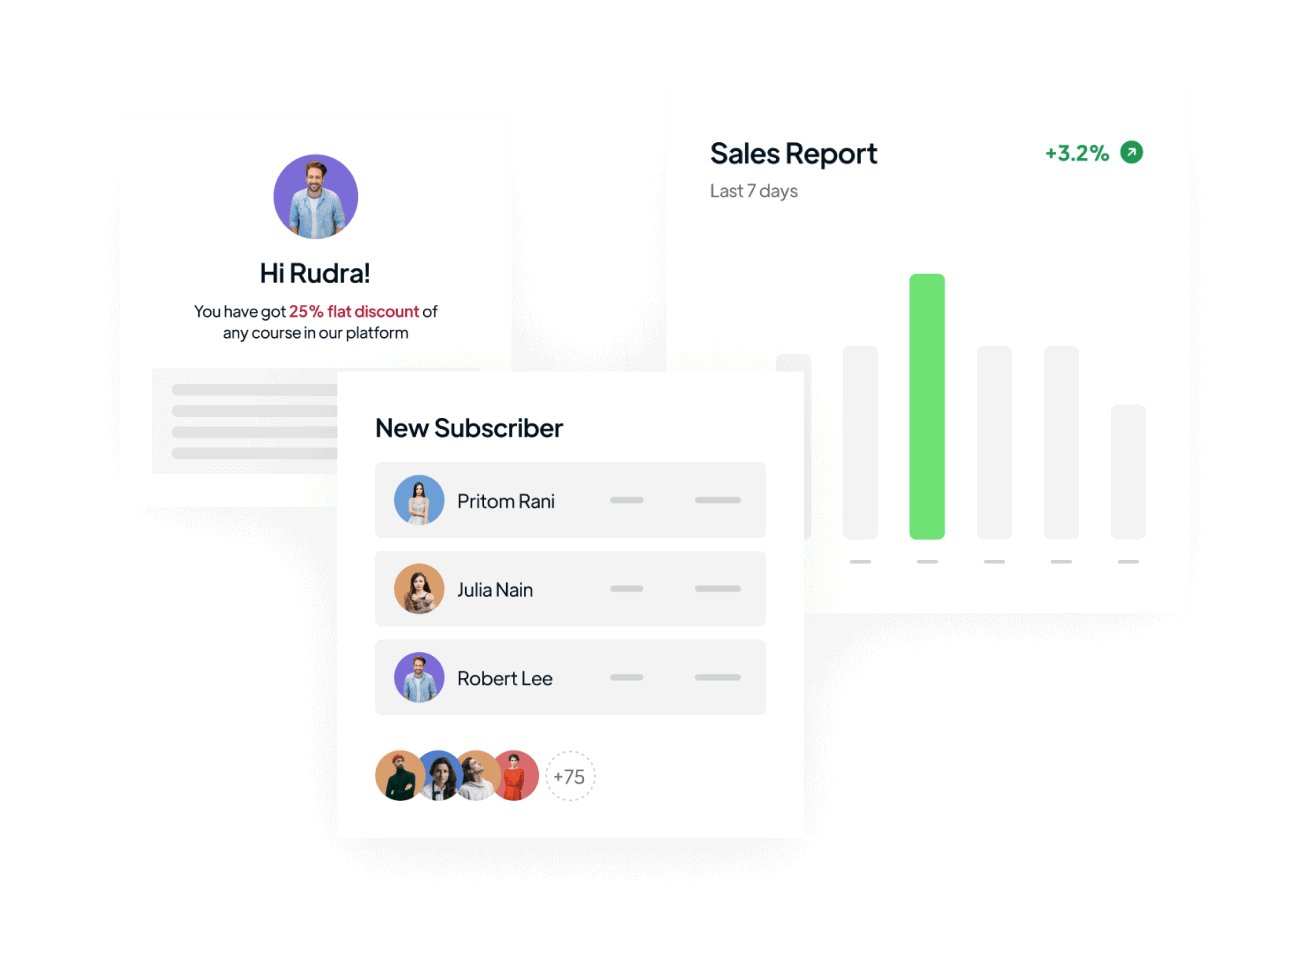 Hi Rudra!
You have got 25% flat discount of
any course in our platform
Sales Report
+3.2%
Last 7 days
New Subscriber
Pritom Rani
Julia Nain
Robert Lee
+75